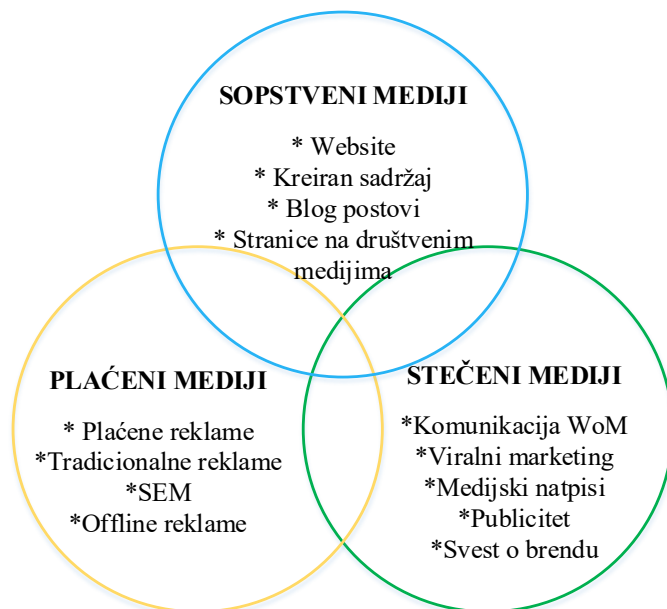 SOPSTVENI MEDIJI
* Website
* Kreiran sadržaj
* Blog postovi
* Stranice na društvenim
medijima
PLAĆENI MEDIJI
* Plaćene reklame
*Tradicionalne reklame
*SEM
*Offline reklame
STEČENI MEDIJI
*Komunikacija WoM
*Viralni marketing
*Medijski natpisi
*Publicitet
*Svest o brendu